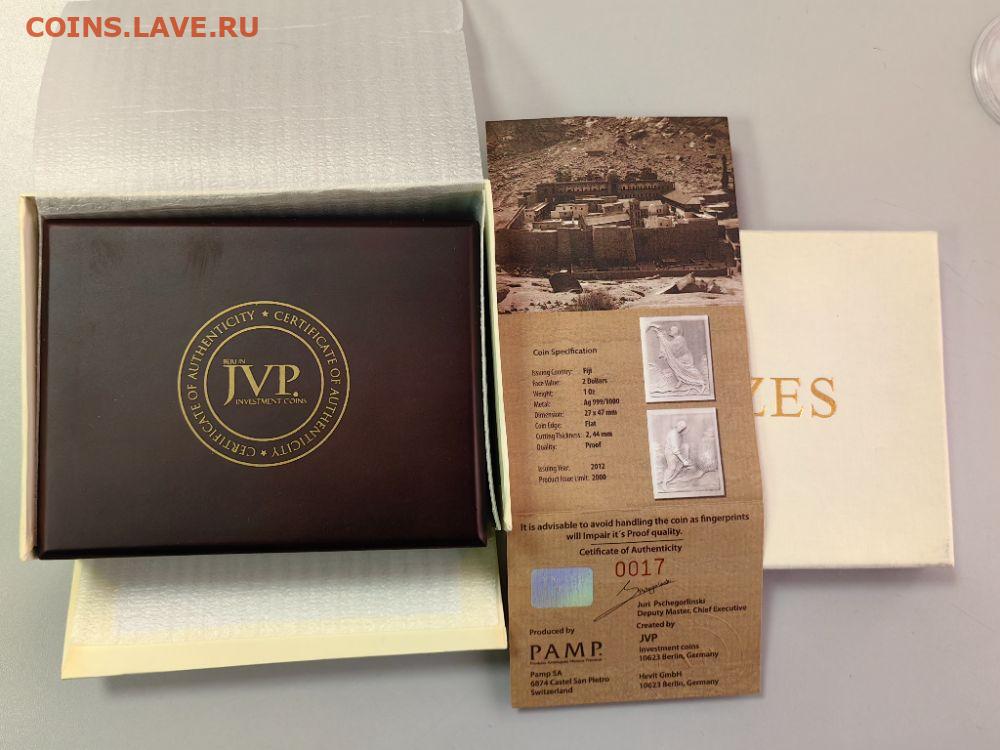 COINS.LAVE.RU
CERTIFICATE OF AUTHENTICITY ★ CERTIFICATE OF AUTHENTICITY ★
BERLIN
JVP.
INVESTMENT COINS
Coin Specification
Issuing Country: Fiji
Face Value: 2 Dollars
Weight: 1 Oz
Metal: Ag 999/1000
Dimension: 27 x 47 mm
Coin Edge: Flat
Cutting Thickness: 2, 44 mm
Quality: Proof
Issuing Year: 2012
Product Issue Limit: 2000
ZES
It is advisable to avoid handling the coin as fingerprints
will Impair it´s Proof quality.
Cetificate of Authenticity
0017
Juri Pschegorlinski
Deputy Master, Chief Executive
Produced by
PAMP.
Pamp SA
6874 Castel San Pietro
Switzerland
Created by
JVP
Investment coins
10623 Berlin, Germany
Hevit GmbH
10623 Berlin, Germany